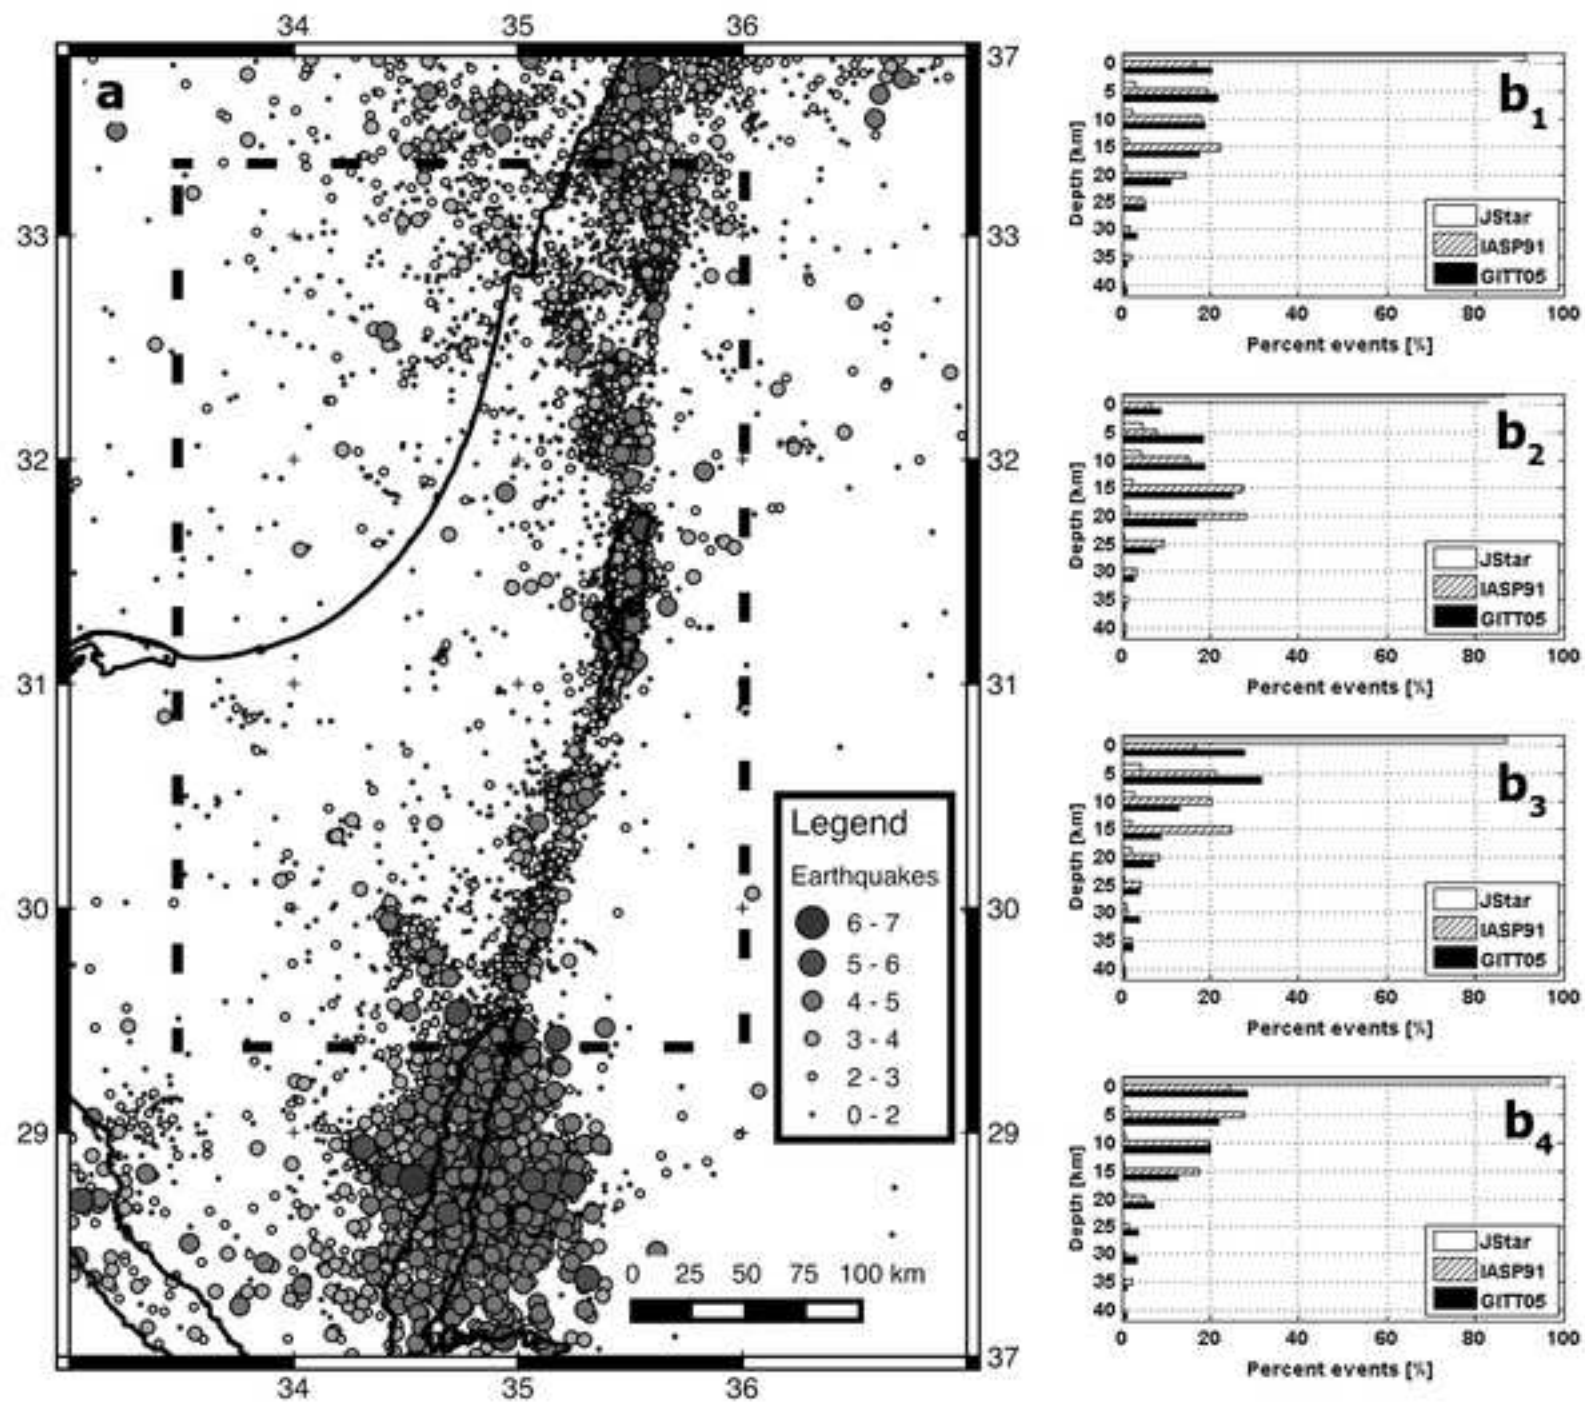 34 35 36
37 37
a
33 33
32 32
31 31
30 30
29 29
Legend
Earthquakes
6 - 7
5 - 6
4 - 5
3 - 4
2 - 3
0 - 2
0 25 50 75 100 km
34 35 36
b1
Depth [km]
0
5
10
15
20
25
30
35
40
JStar
IASP91
GITT05
0 20 40 60 80 100
Percent events [%]
b2
Depth [km]
0
5
10
15
20
25
30
35
40
JStar
IASP91
GITT05
0 20 40 60 80 100
Percent events [%]
b3
Depth [km]
0
5
10
15
20
25
30
35
40
JStar
IASP91
GITT05
0 20 40 60 80 100
Percent events [%]
b4
Depth [km]
0
5
10
15
20
25
30
35
40
JStar
IASP91
GITT05
0 20 40 60 80 100
Percent events [%]